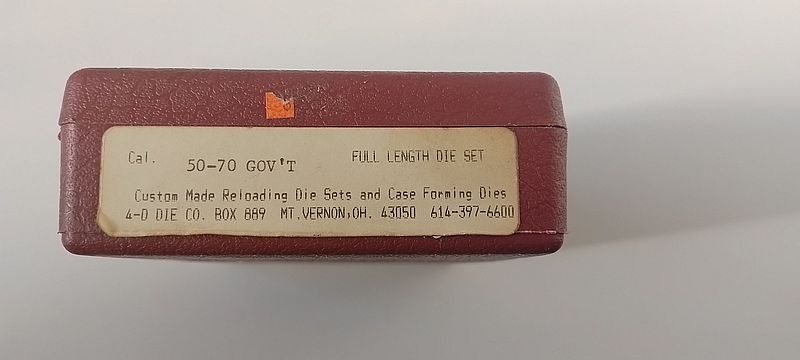 Cal. 50-70 GOV'T FULL LENGTH DIE SET
Custom Made Reloading Die Sets and Case Forming Dies
4-D DIE CO. BOX 889 MT.VERNON,OH. 43050 614-397-6600